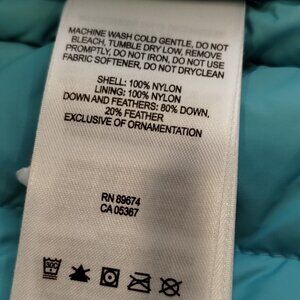 MACHINE WASH COLD GENTLE, DO NOT
BLEACH, TUMBLE DRY LOW, REMOVE
PROMPTLY, DO NOT IRON, DO NOT USE
FABRIC SOFTENER, DO NOT DRYCLEAN
SHELL: 100% NYLON
LINING: 100% NYLON
DOWN AND FEATHERS: 80% DOWN,
20% FEATHER
EXCLUSIVE OF ORNAMENTATION
RN 89674
CA 05367
30C